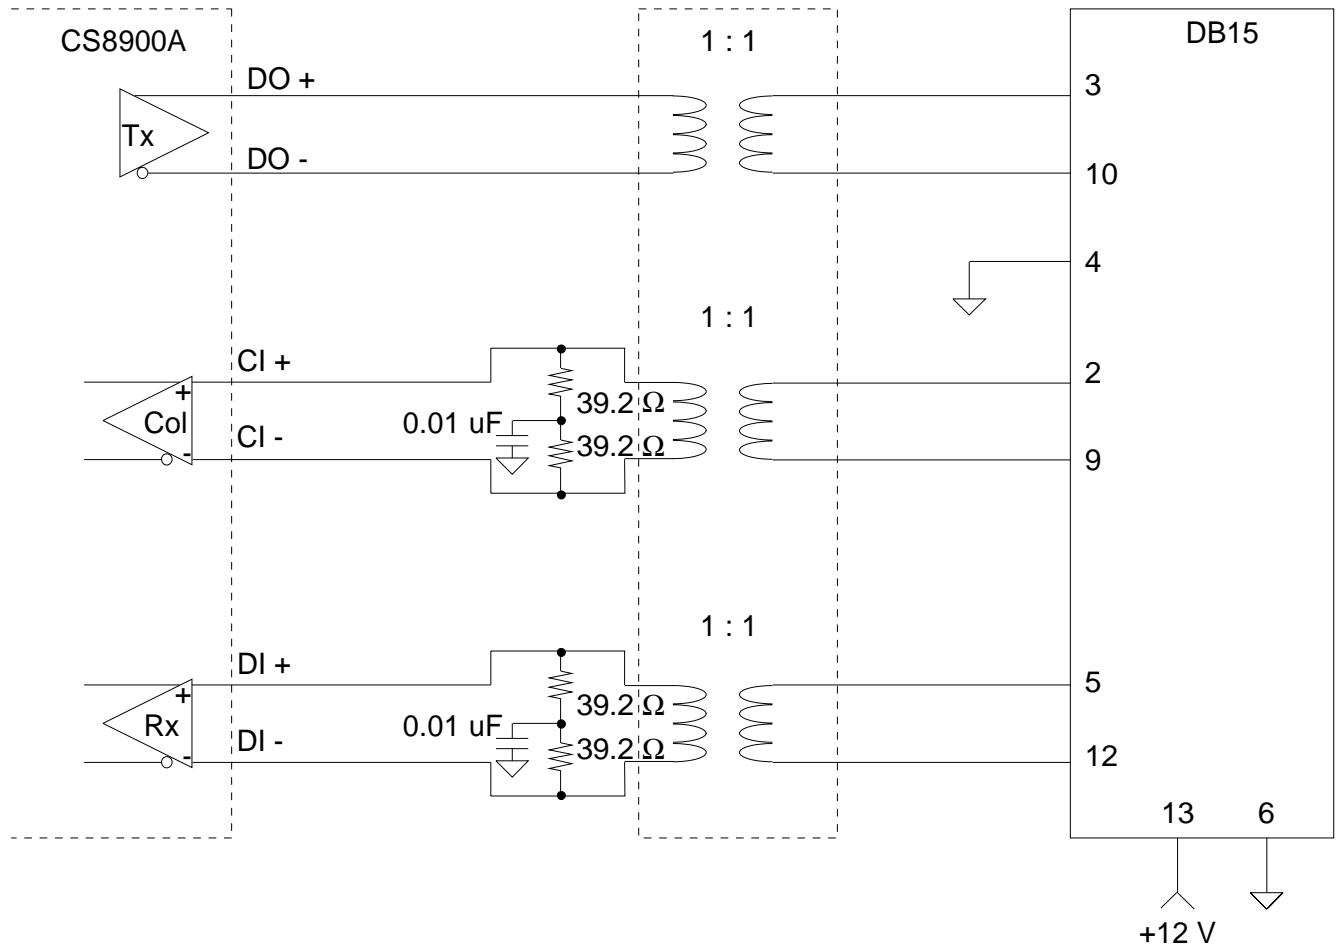 CS8900A
1 : 1
DB15
DO +
3
Tx
DO -
10
4
1 : 1
CI +
2
+
39.2 Ω
Col
0.01 uF
CI -
39.2 Ω
-
9
1 : 1
DI +
5
+
39.2 Ω
Rx
0.01 uF
DI -
39.2 Ω
-
12
13
6
+12 V